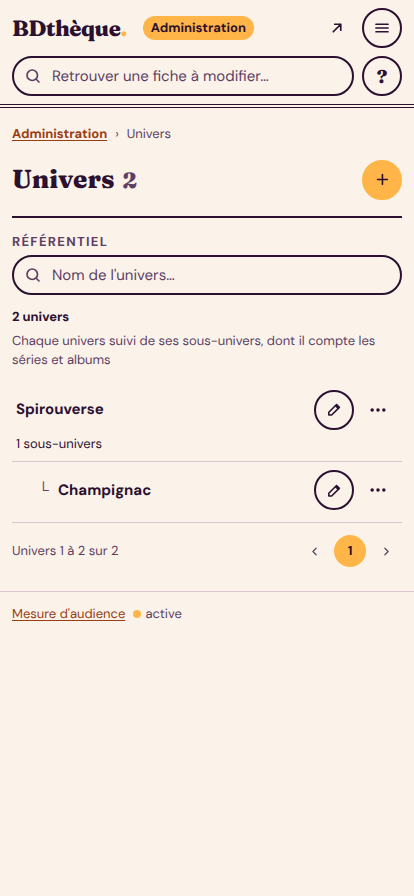 BDthèque.
Administration
Retrouver une fiche à modifier...
?
Administration › Univers
Univers 2
+
RÉFÉRENTIEL
Nom de l'univers...
2 univers
Chaque univers suivi de ses sous-univers, dont il compte les
séries et albums
Spirouverse
1 sous-univers
└ Champignac
Univers 1 à 2 sur 2
‹ 1 ›
Mesure d'audience active